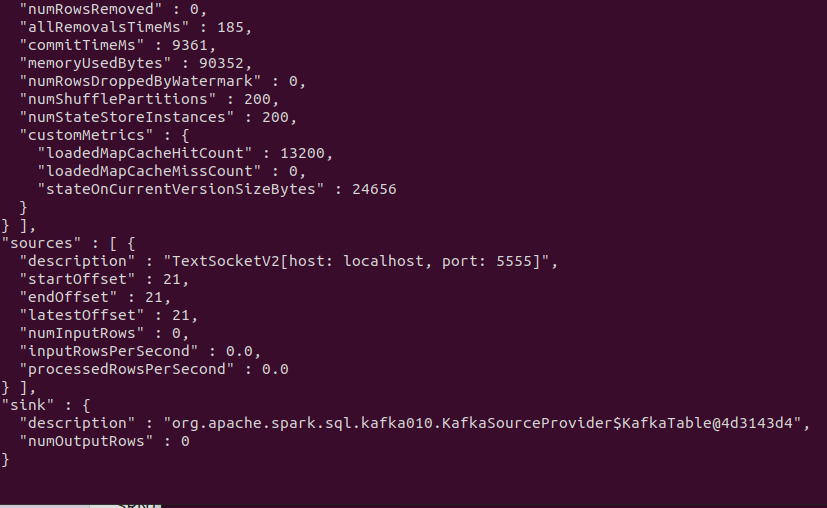 "numRowsRemoved" : 0,
"allRemovalsTimeMs" : 185,
"commitTimeMs" : 9361,
"memoryUsedBytes" : 90352,
"numRowsDroppedByWatermark" : 0,
"numShufflePartitions" : 200,
"numStateStoreInstances" : 200,
"customMetrics" : {
"loadedMapCacheHitCount" : 13200,
"loadedMapCacheMissCount" : 0,
"stateOnCurrentVersionSizeBytes" : 24656
}
} ],
"sources" : [ {
"description" : "TextSocketV2[host: localhost, port: 5555]",
"startOffset" : 21,
"endOffset" : 21,
"latestOffset" : 21,
"numInputRows" : 0,
"inputRowsPerSecond" : 0.0,
"processedRowsPerSecond" : 0.0
} ],
"sink" : {
"description" : "org.apache.spark.sql.kafka010.KafkaSourceProvider$KafkaTable@4d3143d4",
"numOutputRows" : 0
}